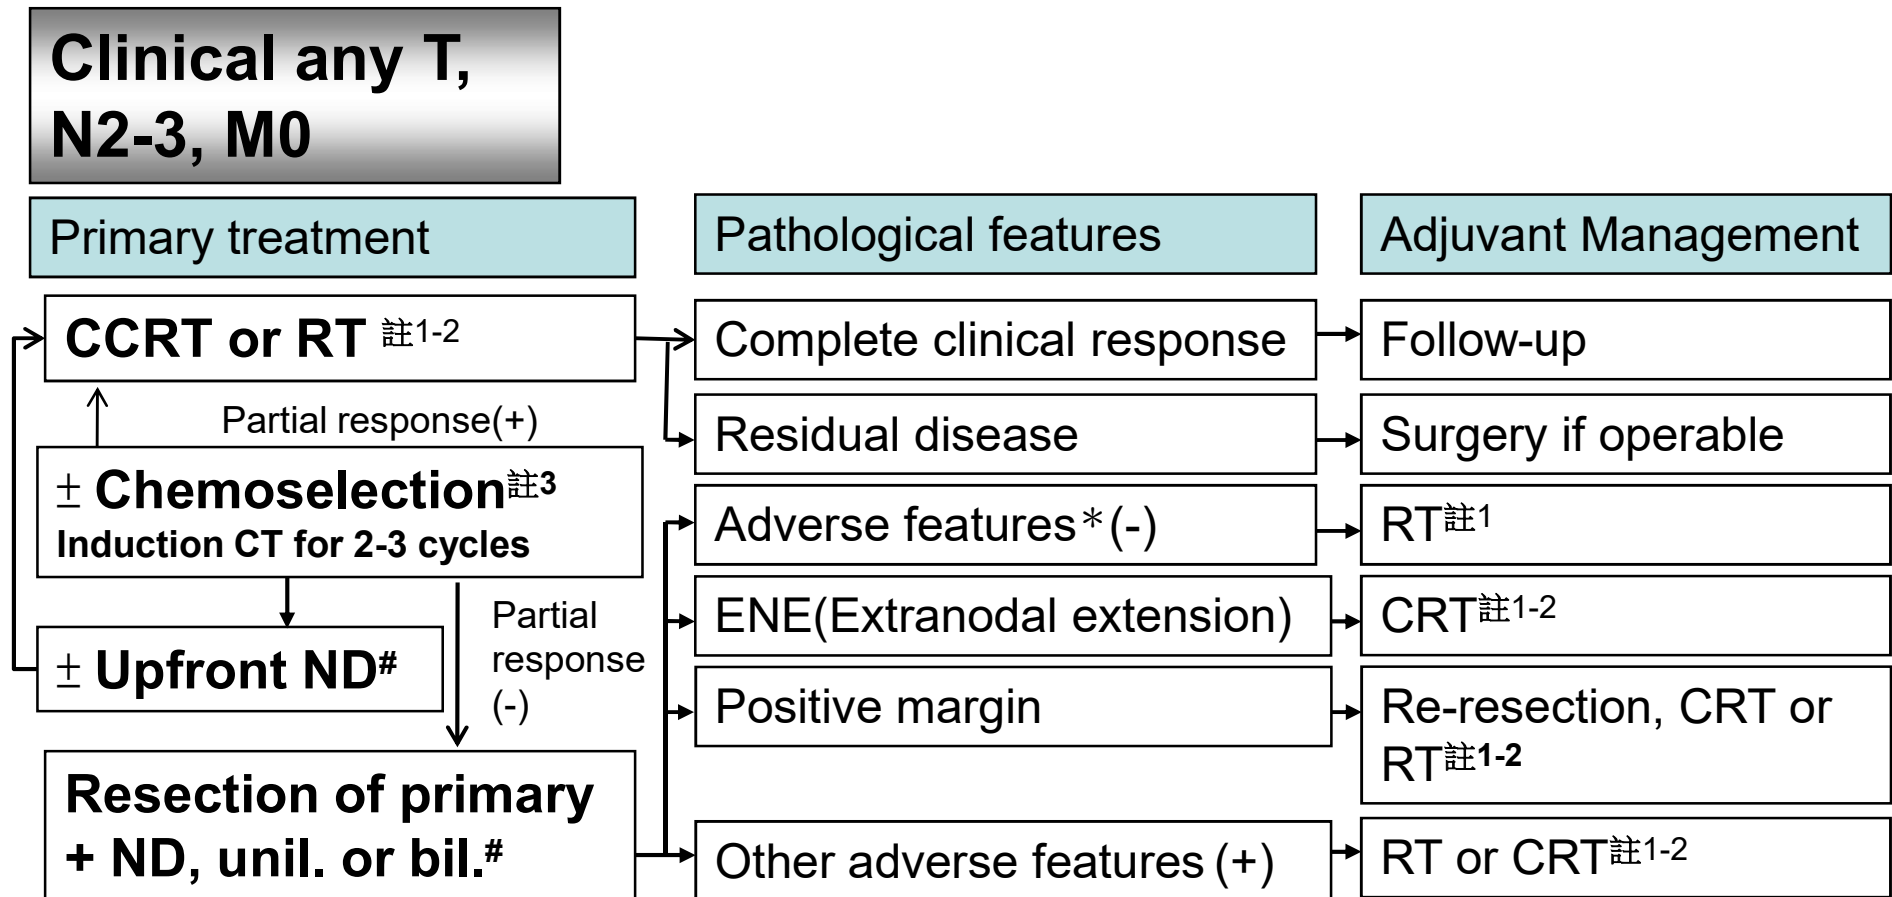 Clinical any T,
N2-3, M0
Primary treatment
Pathological features
Adjuvant Management
CCRT or RT 註1-2
Complete clinical response
Follow-up
Partial response(+)
Residual disease
Surgery if operable
± Chemoselection註3
Induction CT for 2-3 cycles
Adverse features*(-)
RT註1
Partial
response
(-)
ENE(Extranodal extension)
CRT註1-2
± Upfront ND#
Positive margin
Re-resection, CRT or
RT註1-2
Resection of primary
+ ND, unil. or bil.#
Other adverse features (+)
RT or CRT註1-2